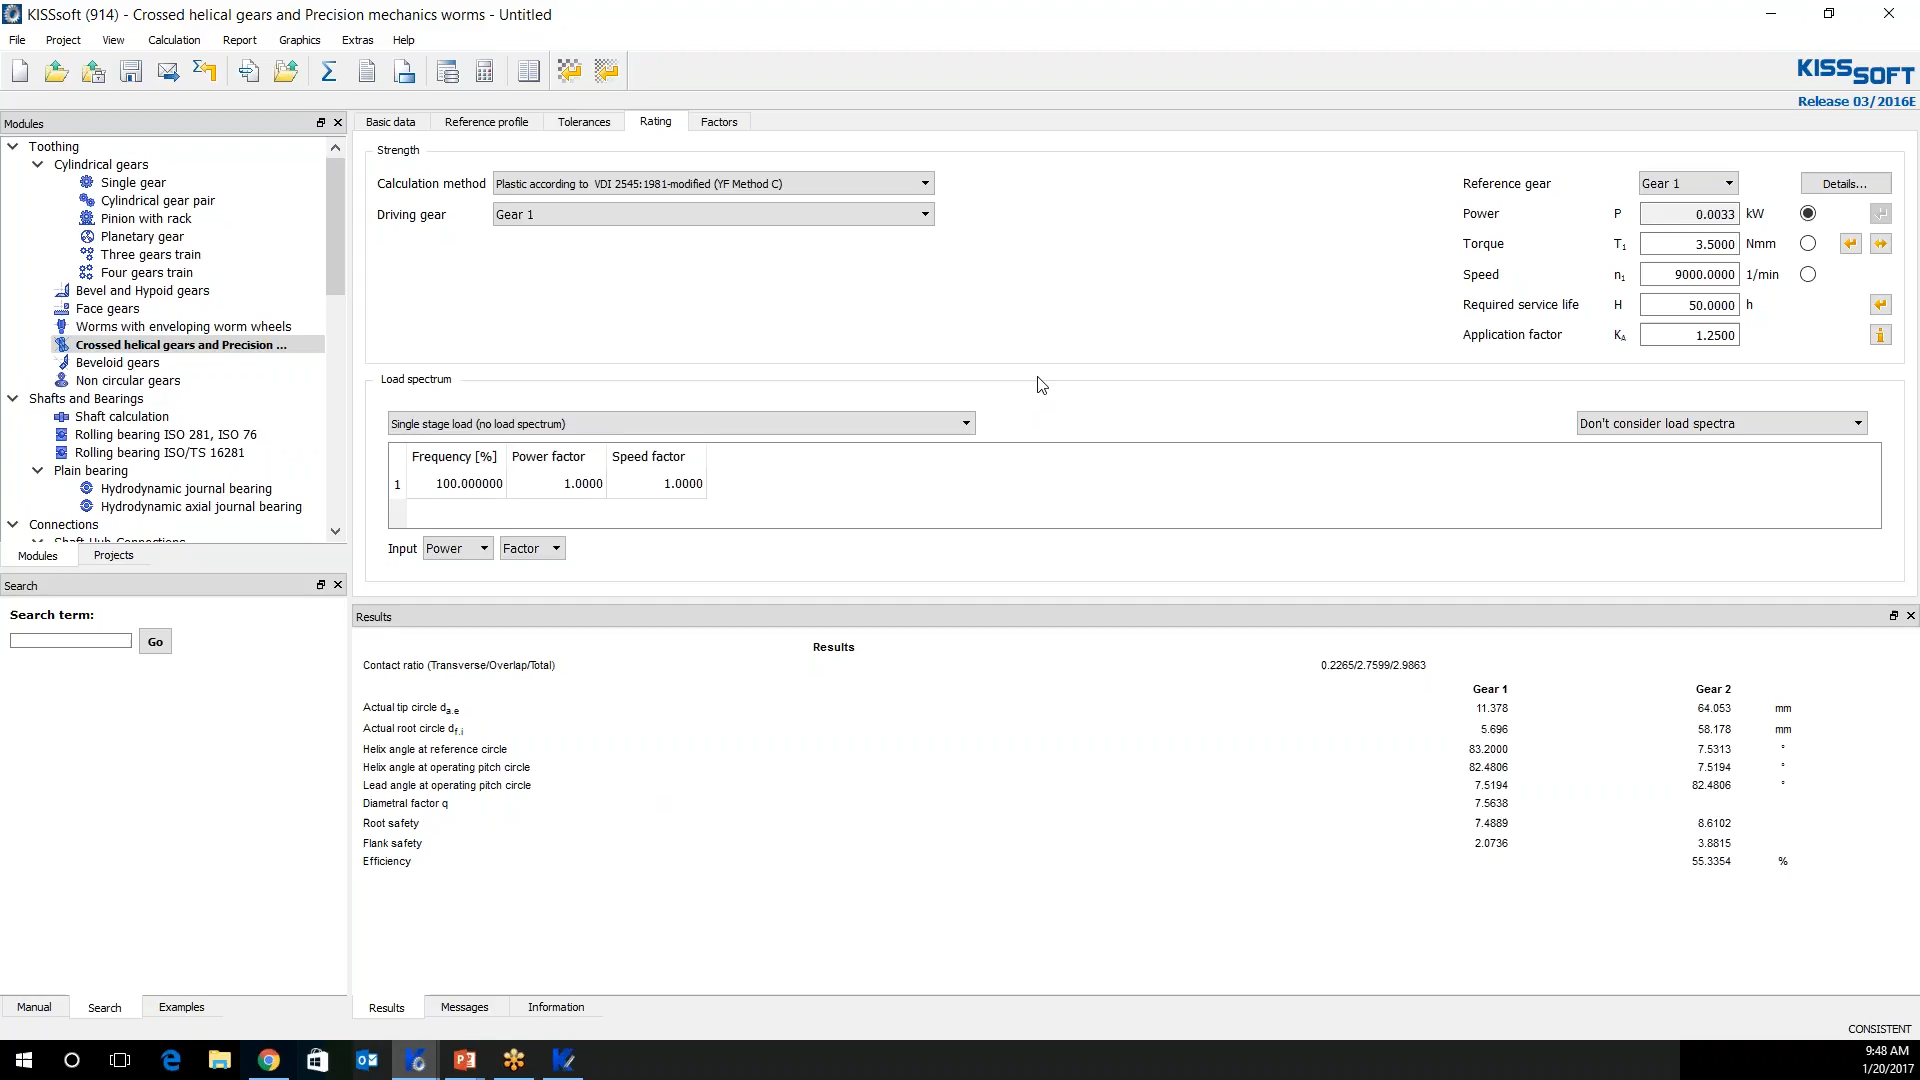 KISSsoft (914) - Crossed helical gears and Precision mechanics worms - Untitled
File Project View Calculation Report Graphics Extras Help
KISSSOFT
Release 03/2016E
Modules
Toothing
Cylindrical gears
Single gear
Cylindrical gear pair
Pinion with rack
Planetary gear
Three gears train
Four gears train
Bevel and Hypoid gears
Face gears
Worms with enveloping worm wheels
Crossed helical gears and Precision ...
Beveloid gears
Non circular gears
Shafts and Bearings
Shaft calculation
Rolling bearing ISO 281, ISO 76
Rolling bearing ISO/TS 16281
Plain bearing
Hydrodynamic journal bearing
Hydrodynamic axial journal bearing
Connections
Shaft-Hub-Connections
Modules Projects
Search
Search term:
Go
Manual Search Examples
Basic data Reference profile Tolerances Rating Factors
Strength
Calculation method Plastic according to VDI 2545:1981-modified (YF Method C)
Driving gear Gear 1
Reference gear Gear 1 Details...
Power P 0.0033 kW
Torque T1 3.5000 Nmm
Speed n1 9000.0000 1/min
Required service life H 50.0000 h
Application factor KA 1.2500
Load spectrum
Single stage load (no load spectrum) Don't consider load spectra
Frequency [%] Power factor Speed factor
1 100.000000 1.0000 1.0000
Input Power Factor
Results
Results
Contact ratio (Transverse/Overlap/Total) 0.2265/2.7599/2.9863
Gear 1 Gear 2
Actual tip circle da.e 11.378 64.053 mm
Actual root circle df.i 5.696 58.178 mm
Helix angle at reference circle 83.2000 7.5313 °
Helix angle at operating pitch circle 82.4806 7.5194 °
Lead angle at operating pitch circle 7.5194 82.4806 °
Diametral factor q 7.5638
Root safety 7.4889 8.6102
Flank safety 2.0736 3.8815
Efficiency 55.3354 %
Results Messages Information
CONSISTENT
9:48 AM
1/20/2017